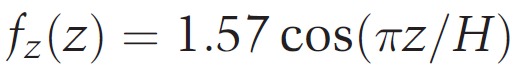 f_z(z) = 1.57 cos(πz/H)